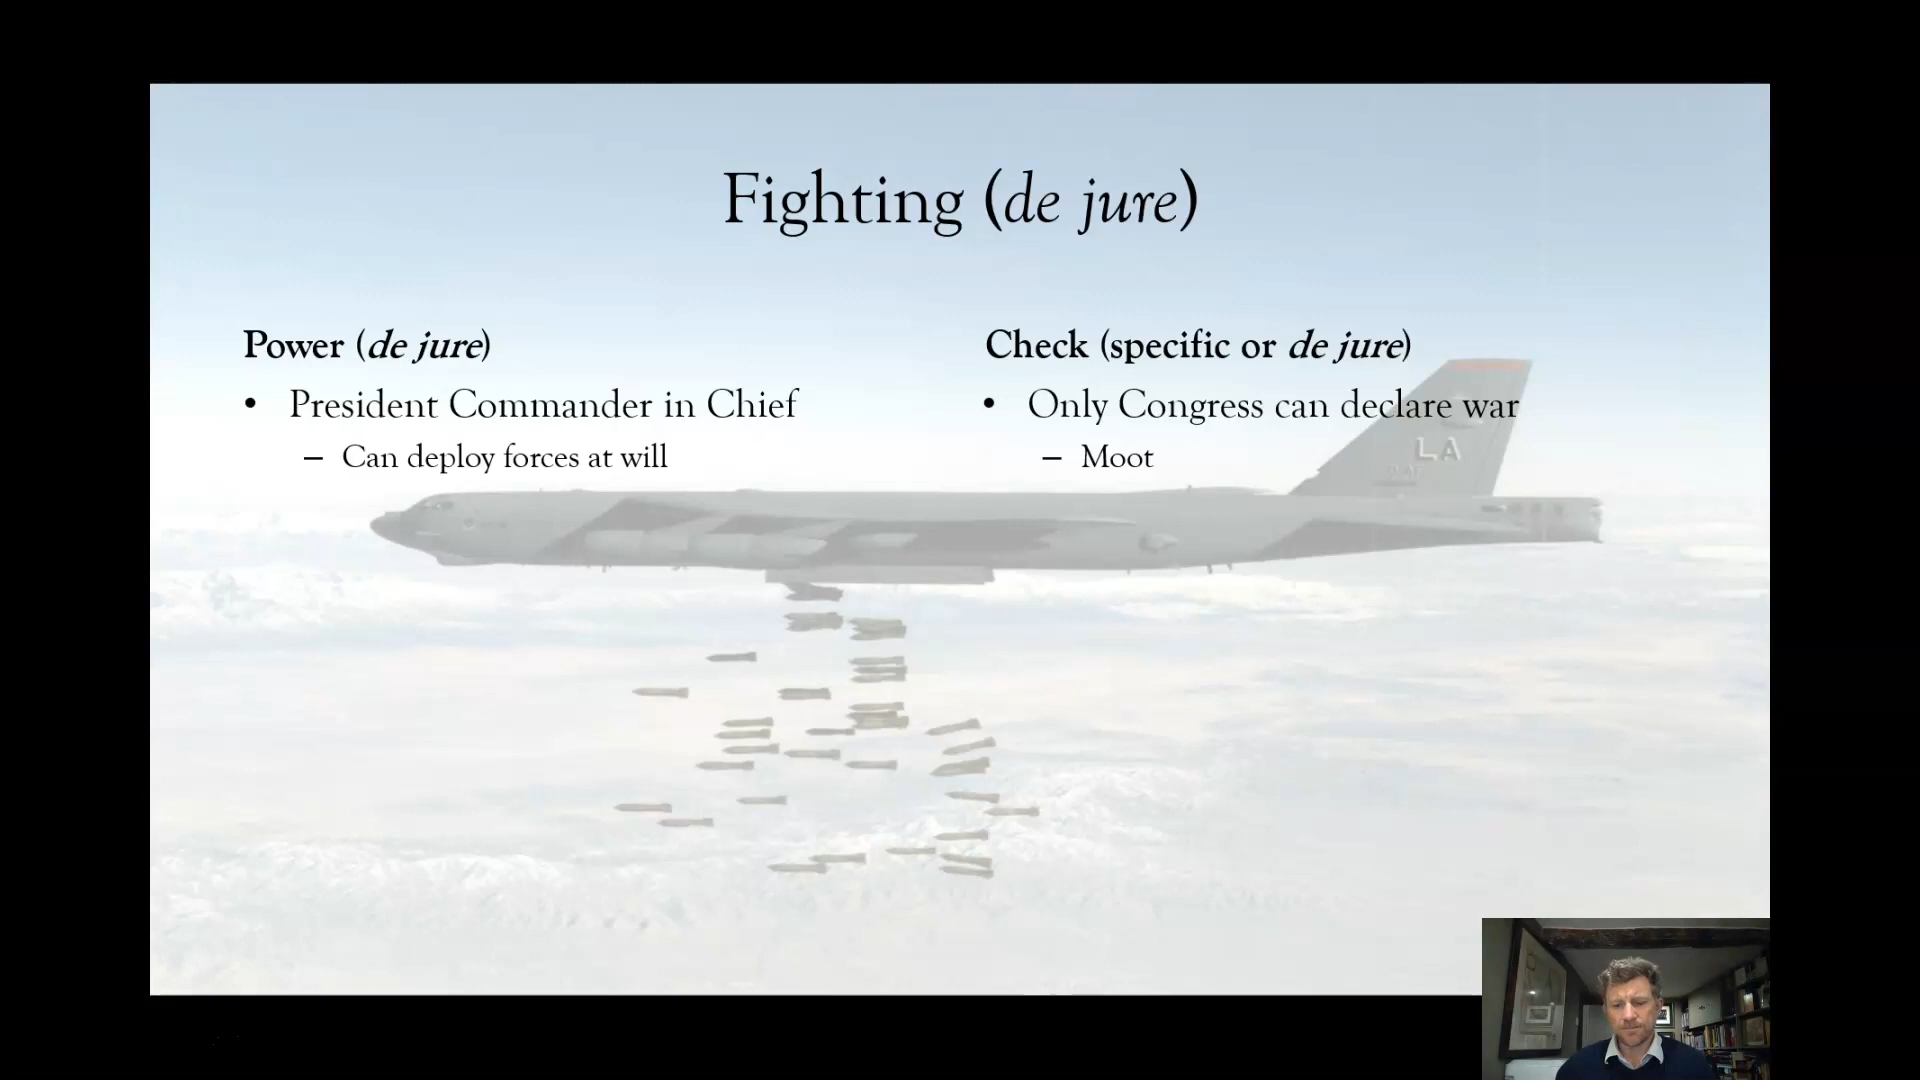 Fighting (de jure)
Power (de jure)
• President Commander in Chief
– Can deploy forces at will
Check (specific or de jure)
• Only Congress can declare war
– Moot
LA